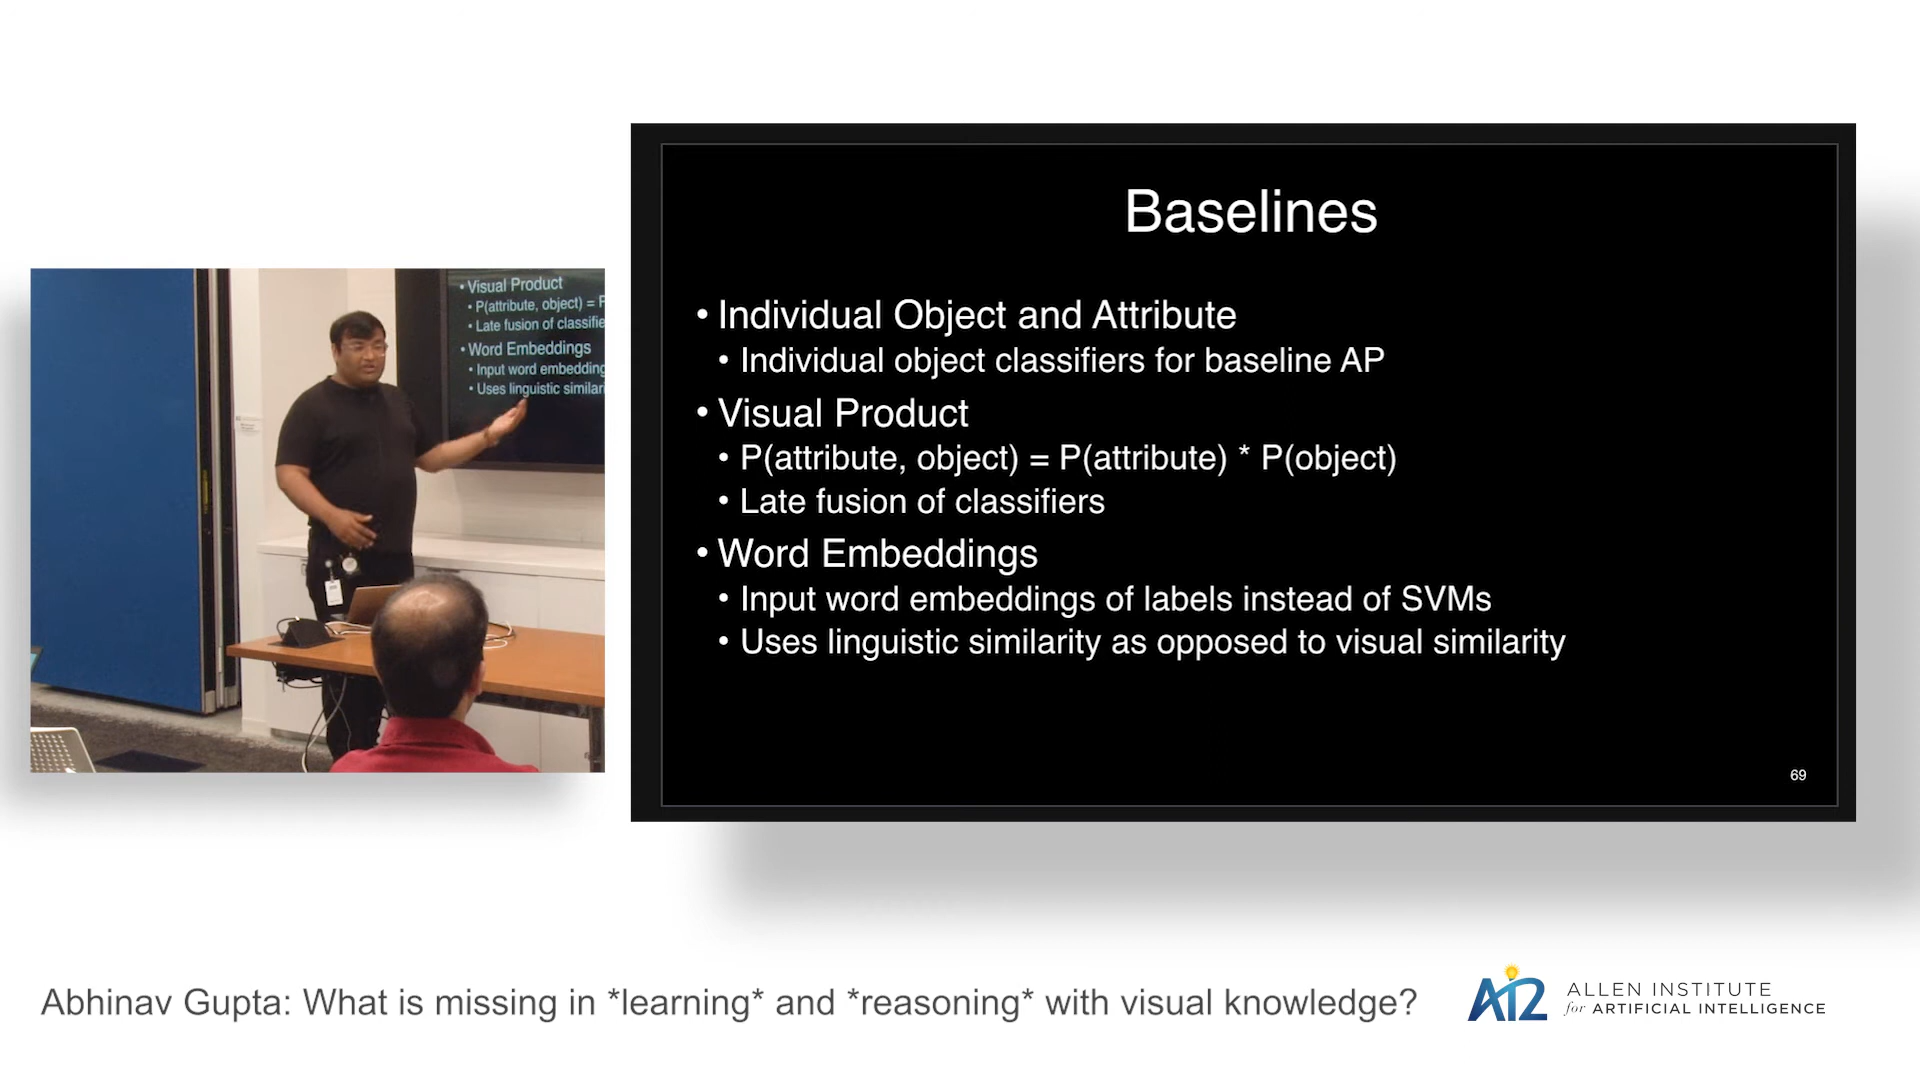 Baselines
• Individual Object and Attribute
• Individual object classifiers for baseline AP
• Visual Product
• P(attribute, object) = P(attribute) * P(object)
• Late fusion of classifiers
• Word Embeddings
• Input word embeddings of labels instead of SVMs
• Uses linguistic similarity as opposed to visual similarity
69
• Visual Product
• P(attribute, object) = P
• Late fusion of classifie
• Word Embeddings
• Input word embedding
• Uses linguistic similari
Abhinav Gupta: What is missing in *learning* and *reasoning* with visual knowledge?
AI2
ALLEN INSTITUTE
for ARTIFICIAL INTELLIGENCE